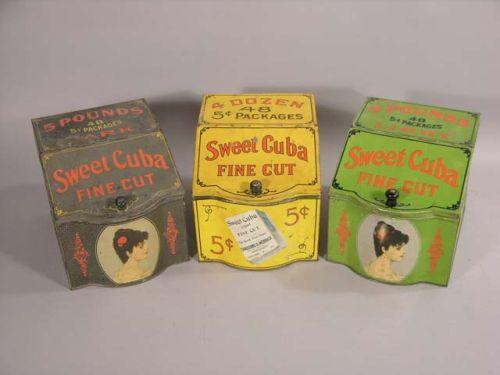 5 POUNDS
48
5¢ PACKAGES
DARK
Sweet Cuba
FINE CUT
4 DOZEN
48
5¢ PACKAGES
Sweet Cuba
FINE CUT
5¢
5¢
Sweet Cuba
FINE CUT
POUNDS
48
5¢ PACKAGES
Sweet Cuba
FINE CUT